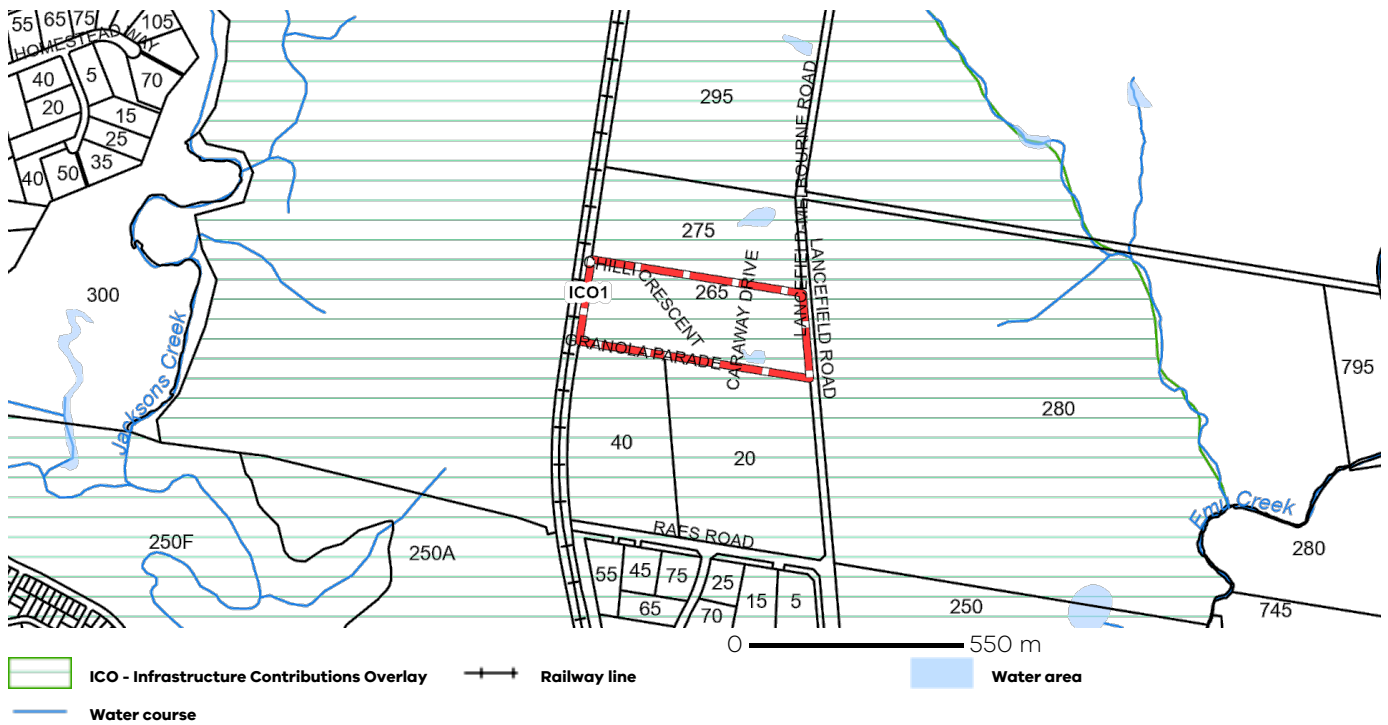 55 65 75 105
HOMESTEAD WAY
40 5 70
20 15
25
35
50
40
295
LANCEFIELD-MELBOURNE ROAD
275
LANCEFIELD ROAD
CHILLI CRESCENT
265
CARAWAY DRIVE
ICO1
300
GRANOLA PARADE
Jacksons Creek
795
280
40
20
Emu Creek
RAES ROAD
250F
250A
280
55 45 75 25
65 70 15 5
250
745
0 550 m
ICO - Infrastructure Contributions Overlay
Railway line
Water area
Water course